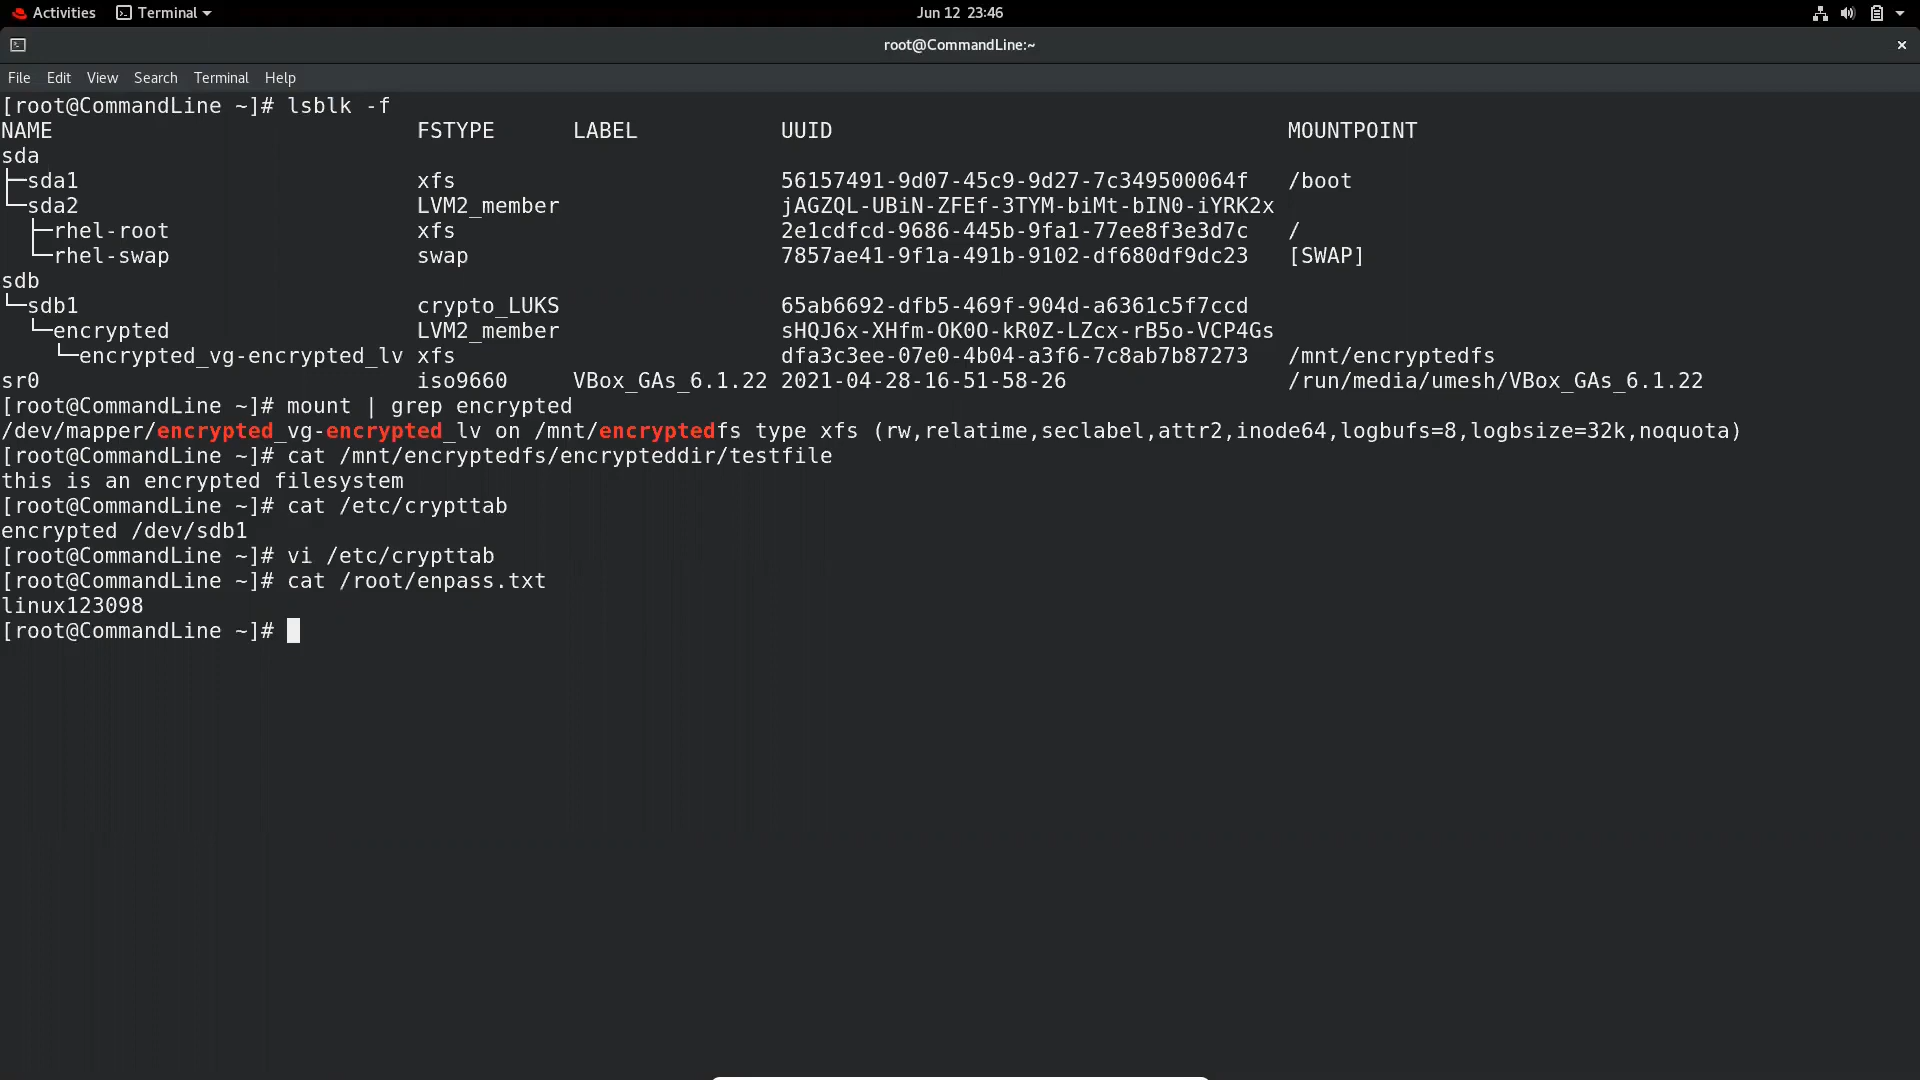 Activities Terminal Jun 12 23:46
root@CommandLine:~
File Edit View Search Terminal Help
[root@CommandLine ~]# lsblk -f
NAME FSTYPE LABEL UUID MOUNTPOINT
sda
├─sda1 xfs 56157491-9d07-45c9-9d27-7c349500064f /boot
└─sda2 LVM2_member jAGZQL-UBiN-ZFEf-3TYM-biMt-bIN0-iYRK2x
  ├─rhel-root xfs 2e1cdfcd-9686-445b-9fa1-77ee8f3e3d7c /
  └─rhel-swap swap 7857ae41-9f1a-491b-9102-df680df9dc23 [SWAP]
sdb
└─sdb1 crypto_LUKS 65ab6692-dfb5-469f-904d-a6361c5f7ccd
  └─encrypted LVM2_member sHQJ6x-XHfm-OK0O-kR0Z-LZcx-rB5o-VCP4Gs
    └─encrypted_vg-encrypted_lv xfs dfa3c3ee-07e0-4b04-a3f6-7c8ab7b87273 /mnt/encryptedfs
sr0 iso9660 VBox_GAs_6.1.22 2021-04-28-16-51-58-26 /run/media/umesh/VBox_GAs_6.1.22
[root@CommandLine ~]# mount | grep encrypted
/dev/mapper/encrypted_vg-encrypted_lv on /mnt/encryptedfs type xfs (rw,relatime,seclabel,attr2,inode64,logbufs=8,logbsize=32k,noquota)
[root@CommandLine ~]# cat /mnt/encryptedfs/encrypteddir/testfile
this is an encrypted filesystem
[root@CommandLine ~]# cat /etc/crypttab
encrypted /dev/sdb1
[root@CommandLine ~]# vi /etc/crypttab
[root@CommandLine ~]# cat /root/enpass.txt
linux123098
[root@CommandLine ~]#